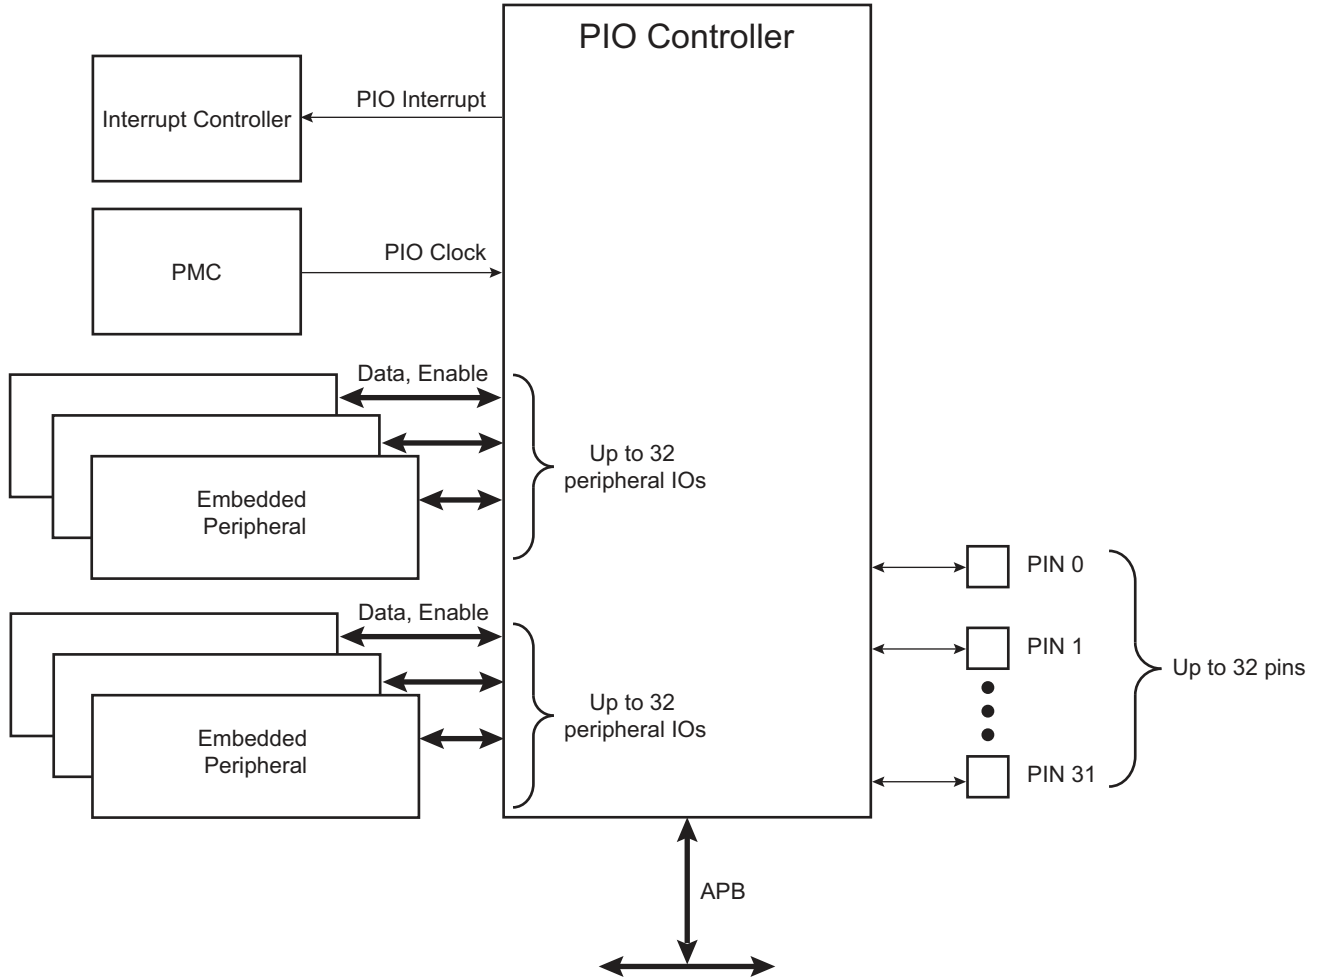 PIO Controller
PIO Interrupt
Interrupt Controller
PIO Clock
PMC
Data, Enable
Up to 32
peripheral IOs
Embedded
Peripheral
PIN 0
Data, Enable
PIN 1
Up to 32 pins
Up to 32
peripheral IOs
Embedded
Peripheral
PIN 31
APB